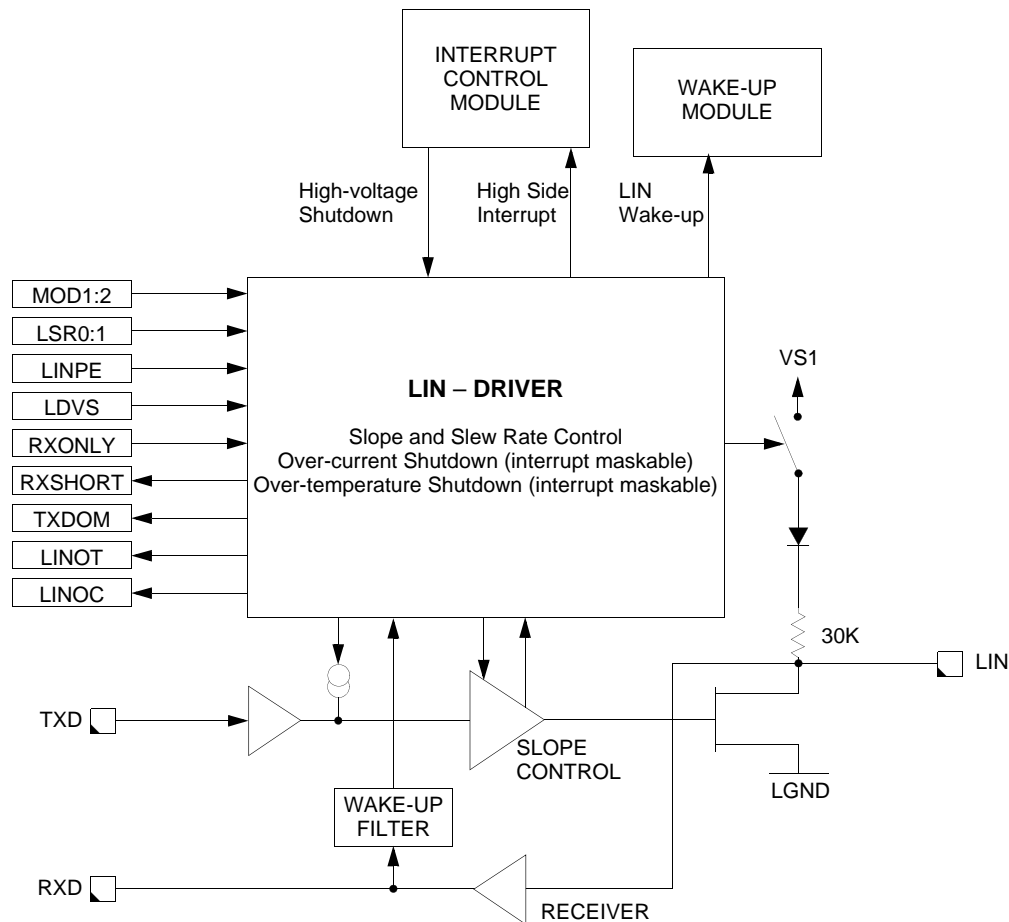 INTERRUPT
CONTROL
MODULE
WAKE-UP
MODULE
High-voltage
Shutdown
High Side
Interrupt
LIN
Wake-up
MOD1:2
LSR0:1
LINPE
LDVS
RXONLY
RXSHORT
TXDOM
LINOT
LINOC
LIN – DRIVER
Slope and Slew Rate Control
Over-current Shutdown (interrupt maskable)
Over-temperature Shutdown (interrupt maskable)
VS1
30K
LIN
TXD
SLOPE
CONTROL
LGND
WAKE-UP
FILTER
RXD
RECEIVER